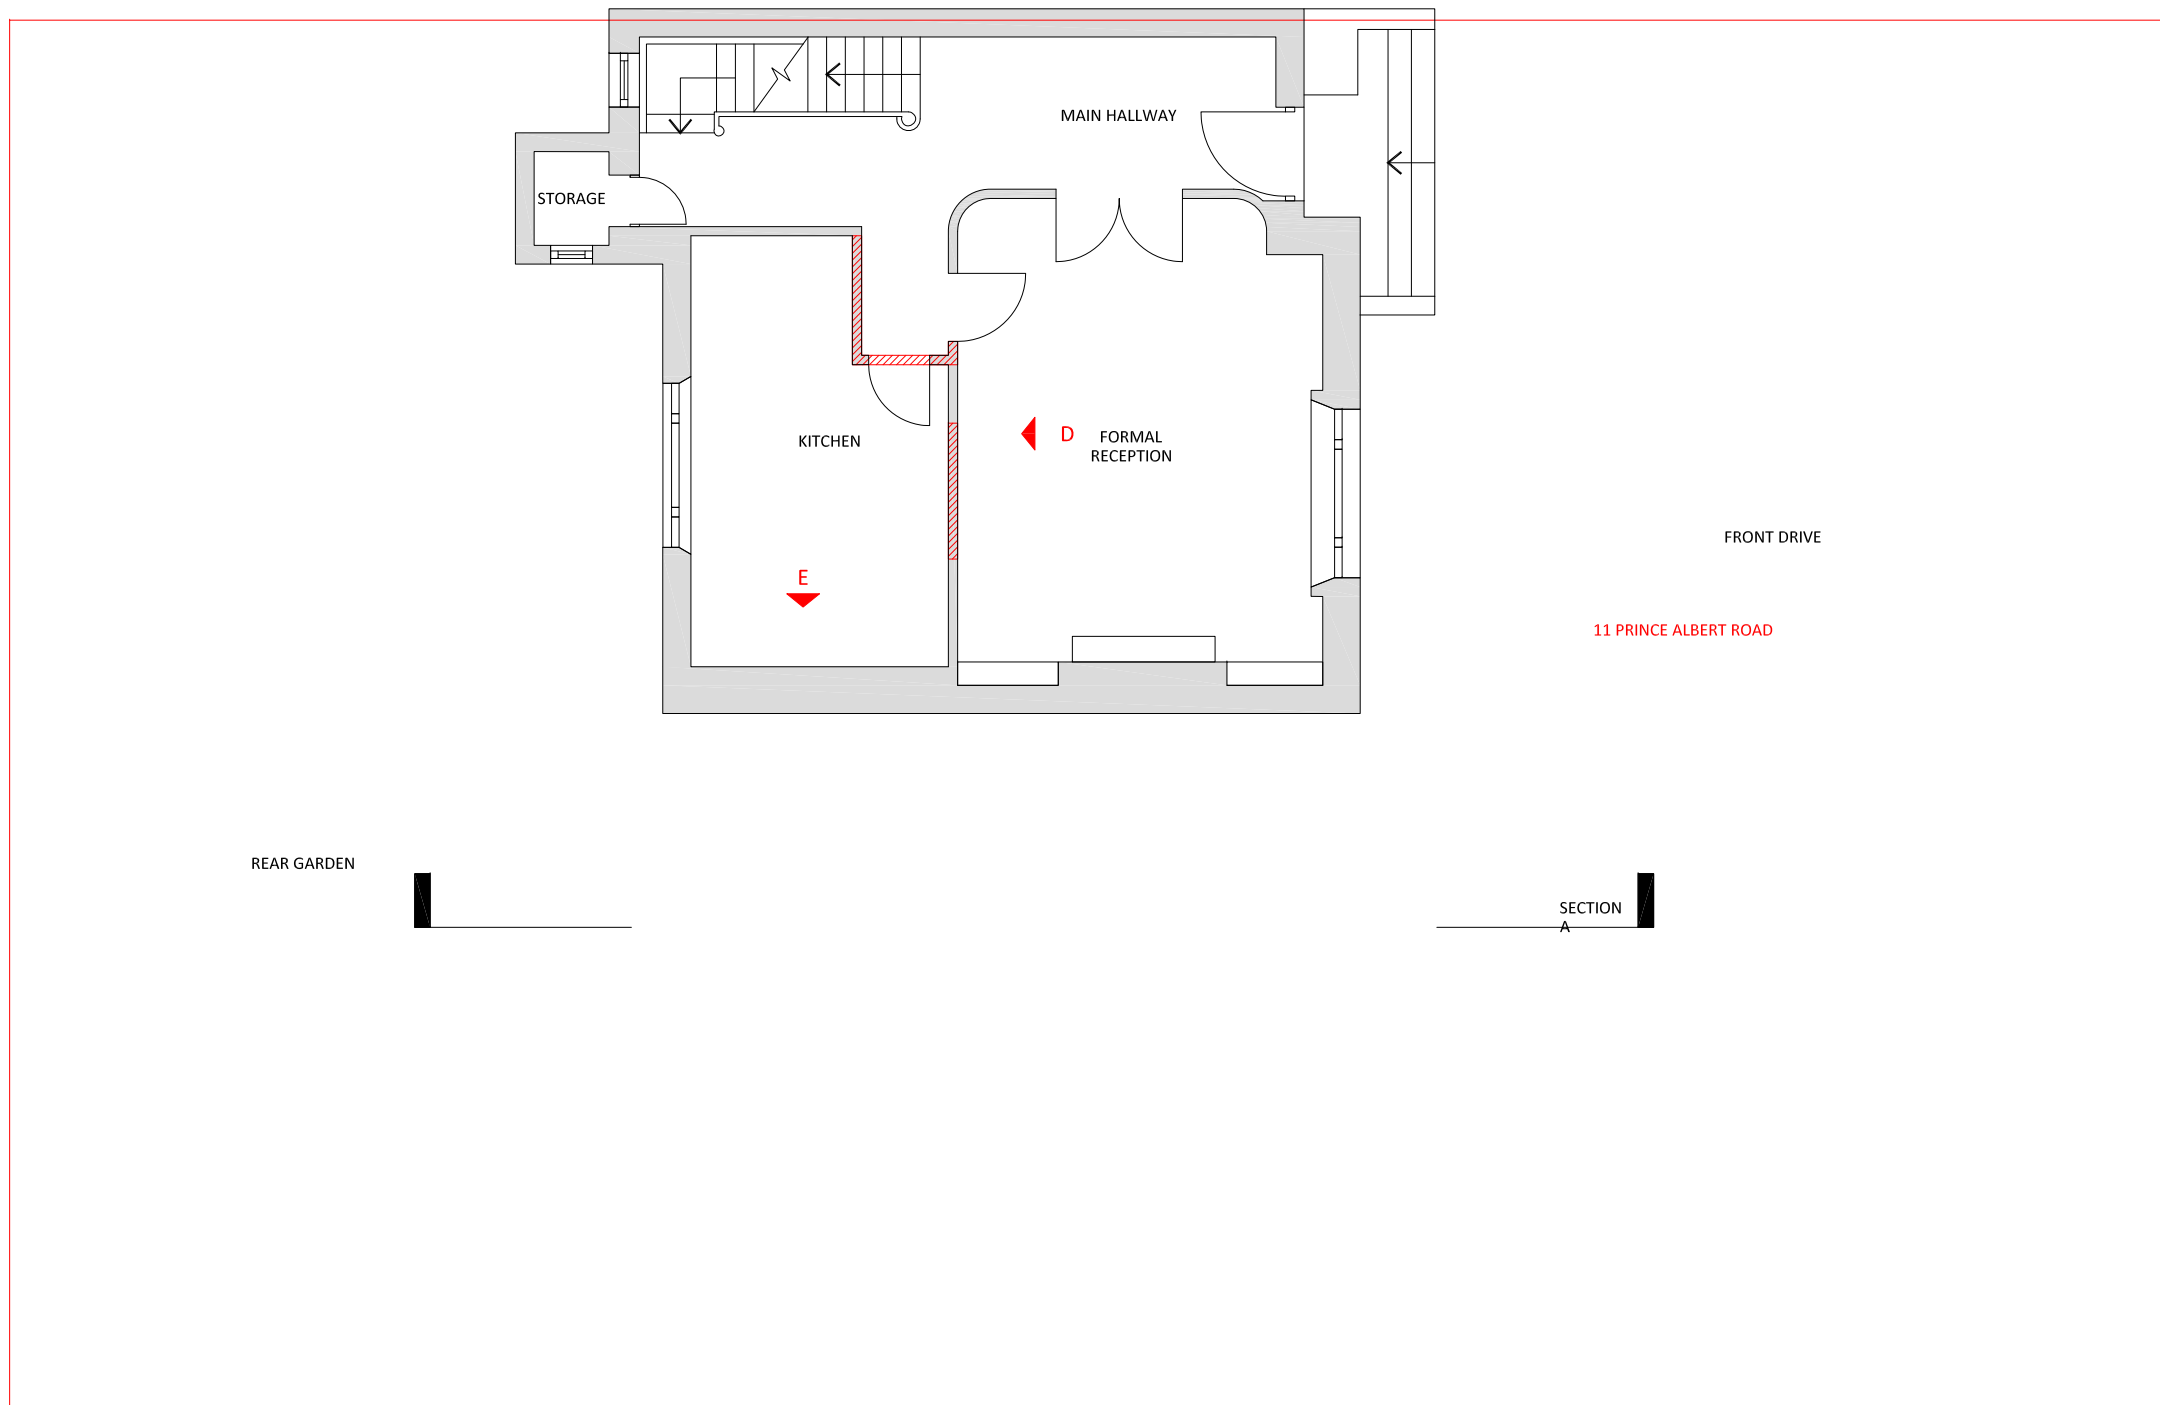 MAIN HALLWAY
STORAGE
D
FORMAL
RECEPTION
KITCHEN
FRONT DRIVE
E
11 PRINCE ALBERT ROAD
REAR GARDEN
SECTION
A